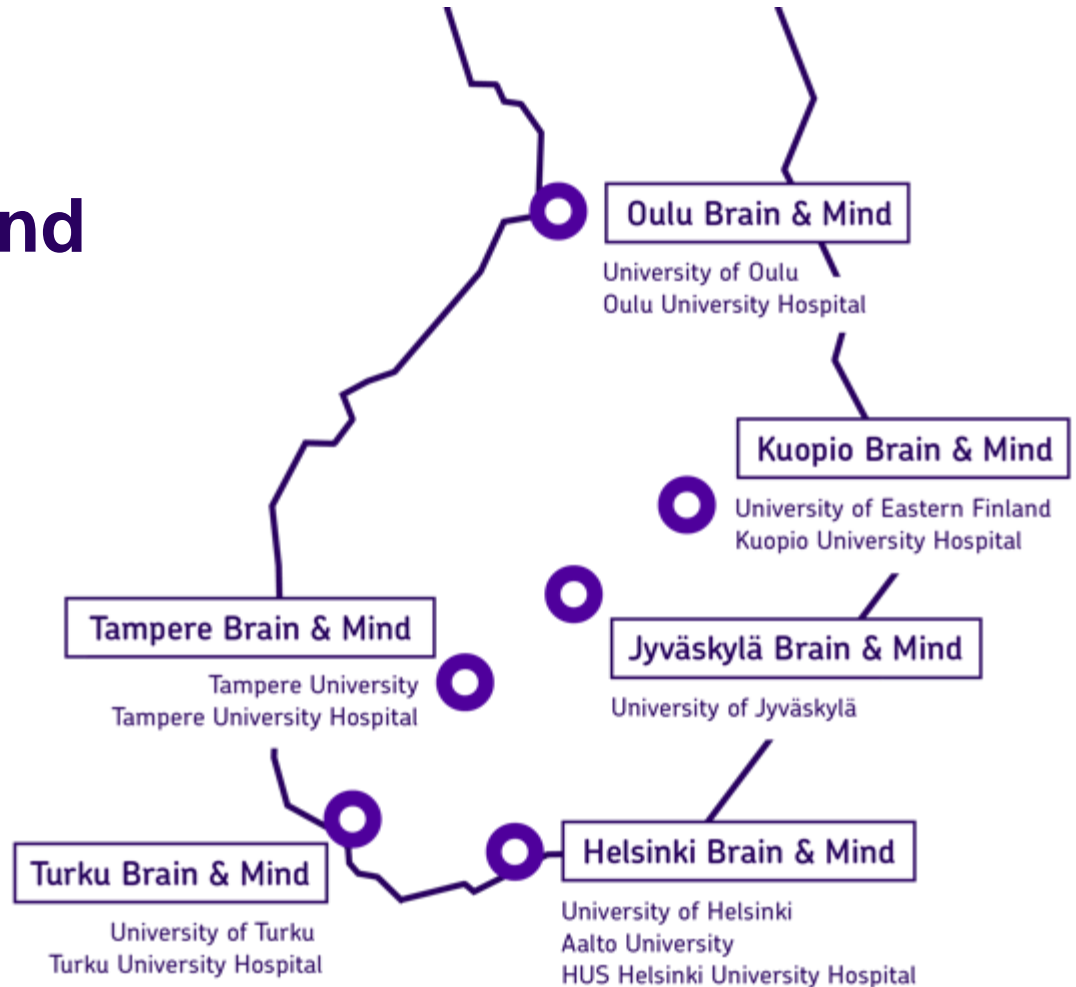 nd
Oulu Brain & Mind
University of Oulu
Oulu University Hospital
Kuopio Brain & Mind
University of Eastern Finland
Kuopio University Hospital
Tampere Brain & Mind
Tampere University
Tampere University Hospital
Jyväskylä Brain & Mind
University of Jyväskylä
Turku Brain & Mind
University of Turku
Turku University Hospital
Helsinki Brain & Mind
University of Helsinki
Aalto University
HUS Helsinki University Hospital